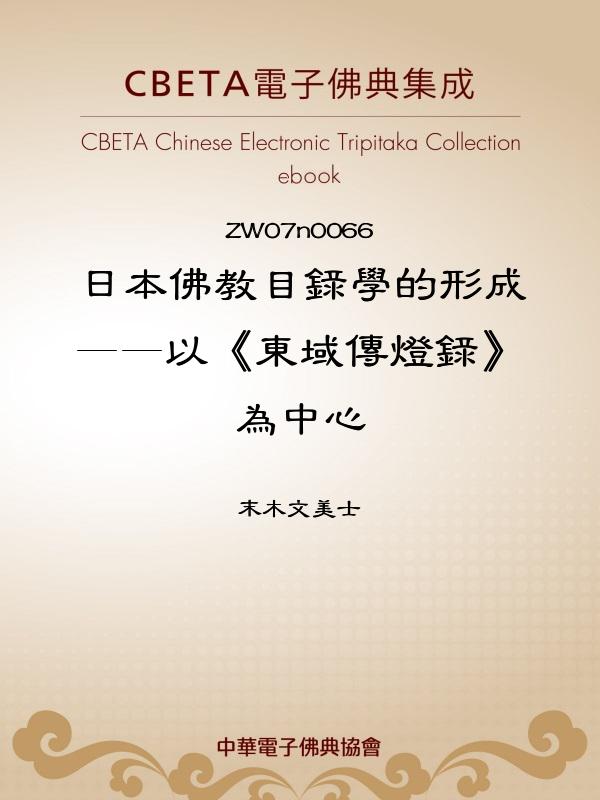 CBETA電子佛典集成
CBETA Chinese Electronic Tripitaka Collection
ebook
ZW07n0066
日本佛教目錄學的形成
——以《東域傳燈錄》
為中心
末木文美士
中華電子佛典協會